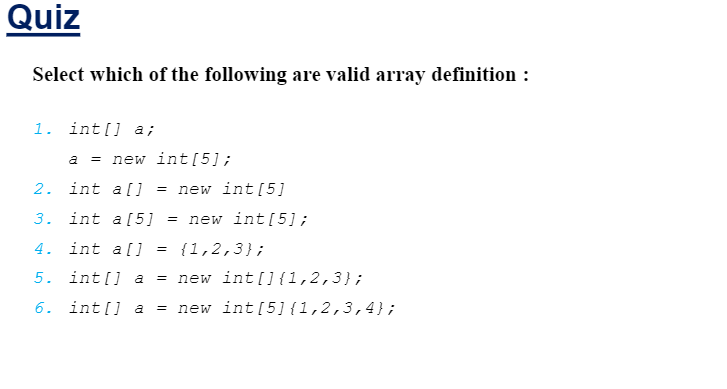 Quiz
Select which of the following are valid array definition :
1. int[] a;
a = new int[5];
2. int a[] = new int[5]
3. int a[5] = new int[5];
4. int a[] = {1,2,3};
5. int[] a = new int[]{1,2,3};
6. int[] a = new int[5]{1,2,3,4};